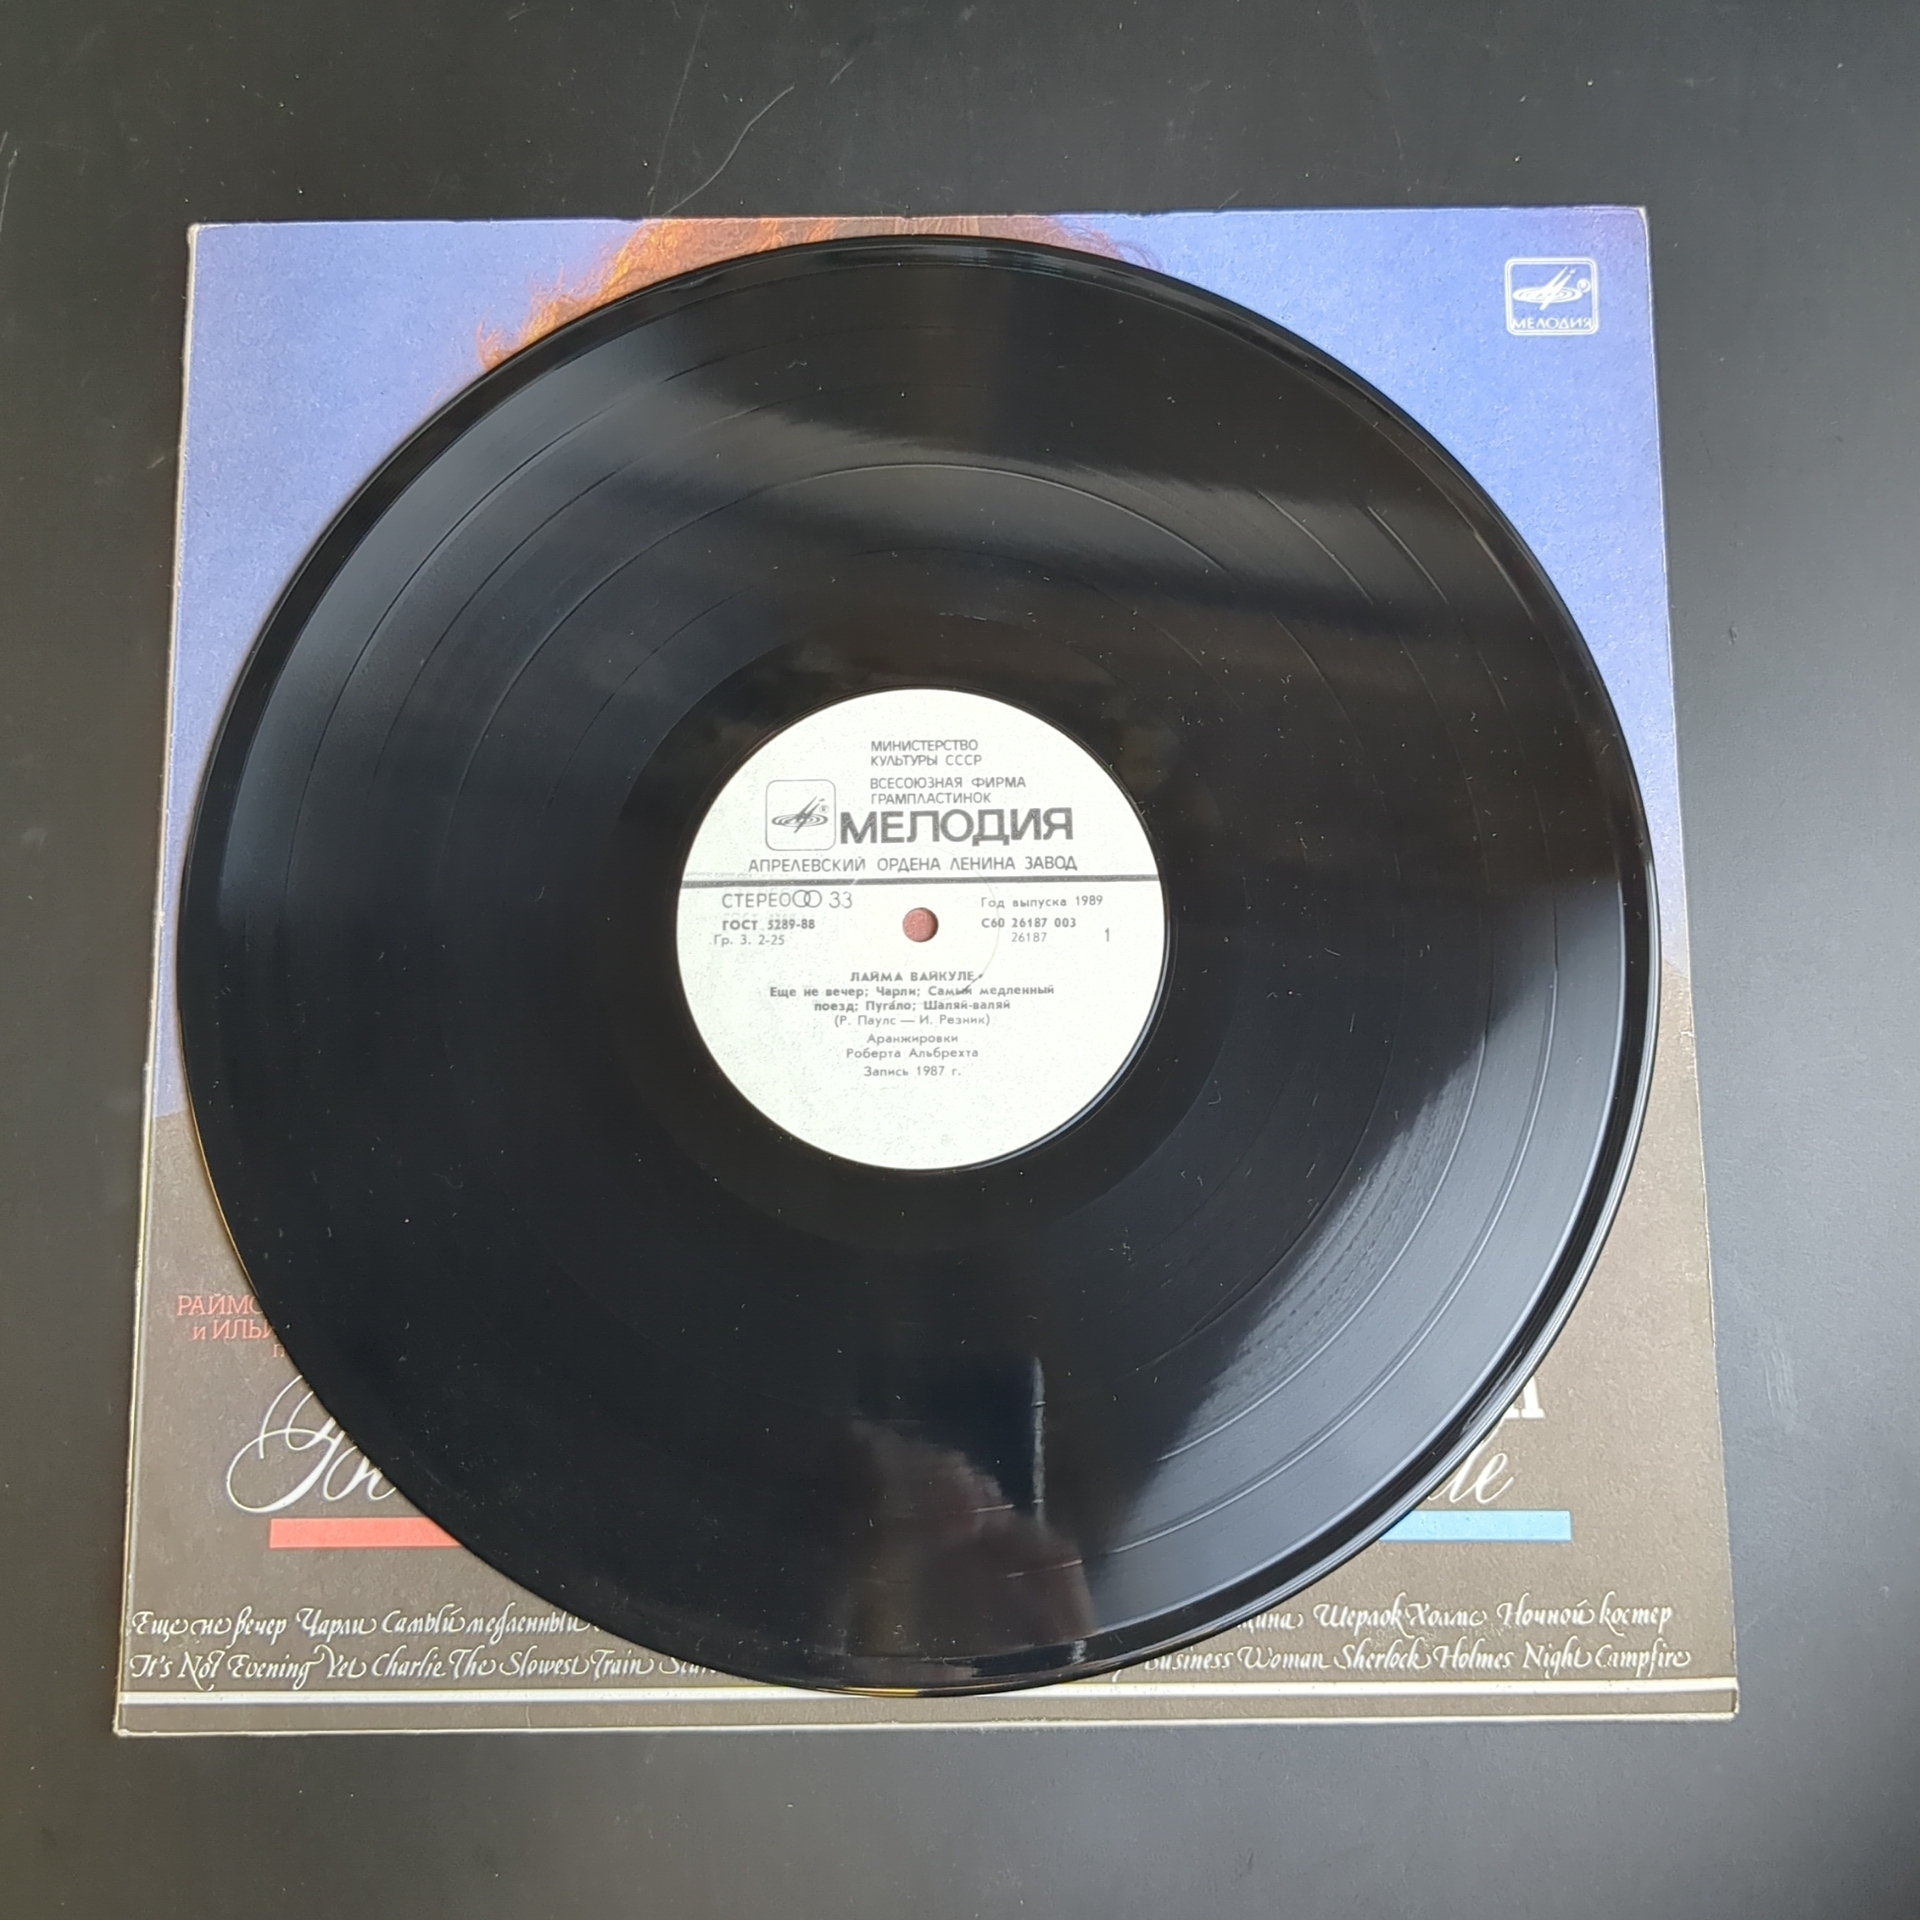 МЕЛОДИЯ
МИНИСТЕРСТВО
КУЛЬТУРЫ СССР
ВСЕСОЮЗНАЯ ФИРМА
ГРАМПЛАСТИНОК
МЕЛОДИЯ
АПРЕЛЕВСКИЙ ОРДЕНА ЛЕНИНА ЗАВОД
СТЕРЕО 33
Год выпуска 1989
ГОСТ 5289-88
С60 26187 003
Гр. 3. 2-25
26187 1
ЛАЙМА ВАЙКУЛЕ
Еще не вечер; Чарли; Самый медленный
поезд; Пугало; Шаляй-валяй
(Р. Паулс — И. Резник)
Аранжировки
Роберта Альбрехта
Запись 1987 г.
Еще не вечер Чарли Самый медленный Шерлок Холмс Ночной костер
It's Not Evening Yet Charlie The Slowest Train Business Woman Sherlock Holmes Night Campfire